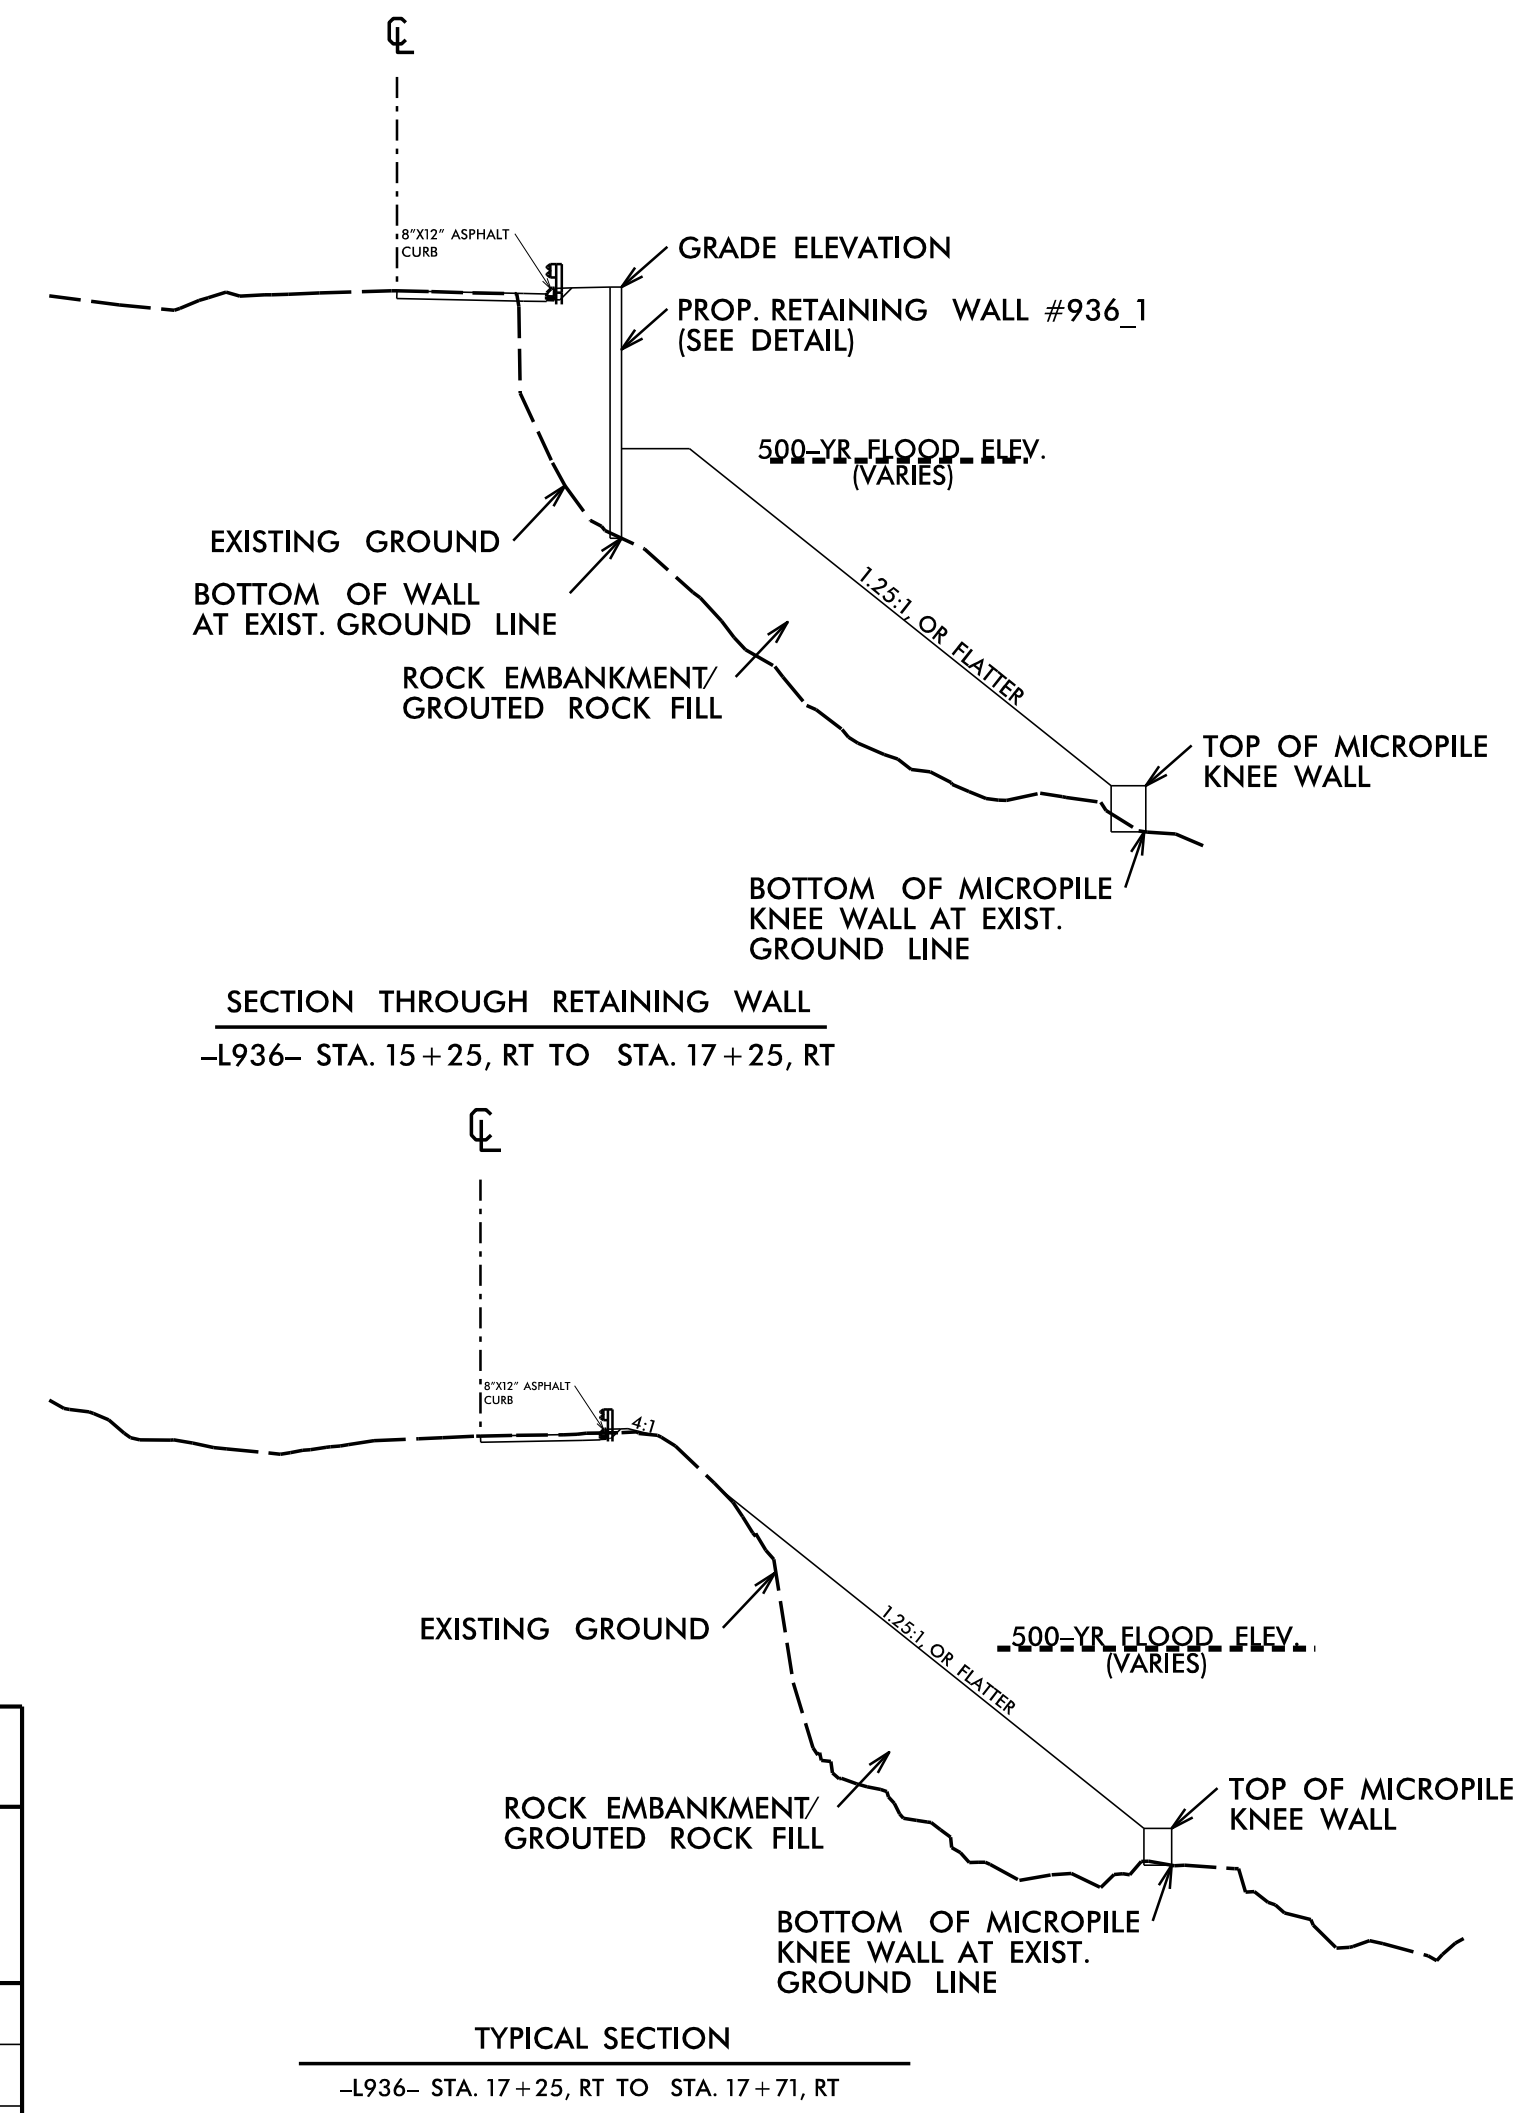 ℄
8"X12" ASPHALT
CURB
GRADE ELEVATION
PROP. RETAINING WALL #936_1
(SEE DETAIL)
500-YR FLOOD ELEV.
(VARIES)
EXISTING GROUND
BOTTOM OF WALL
AT EXIST. GROUND LINE
1.25:1, OR FLATTER
ROCK EMBANKMENT/
GROUTED ROCK FILL
TOP OF MICROPILE
KNEE WALL
BOTTOM OF MICROPILE
KNEE WALL AT EXIST.
GROUND LINE
SECTION THROUGH RETAINING WALL
-L936- STA. 15+25, RT TO STA. 17+25, RT
℄
8"X12" ASPHALT
CURB
4:1
EXISTING GROUND
1.25:1, OR FLATTER
500-YR FLOOD ELEV.
(VARIES)
ROCK EMBANKMENT/
GROUTED ROCK FILL
TOP OF MICROPILE
KNEE WALL
BOTTOM OF MICROPILE
KNEE WALL AT EXIST.
GROUND LINE
TYPICAL SECTION
-L936- STA. 17+25, RT TO STA. 17+71, RT